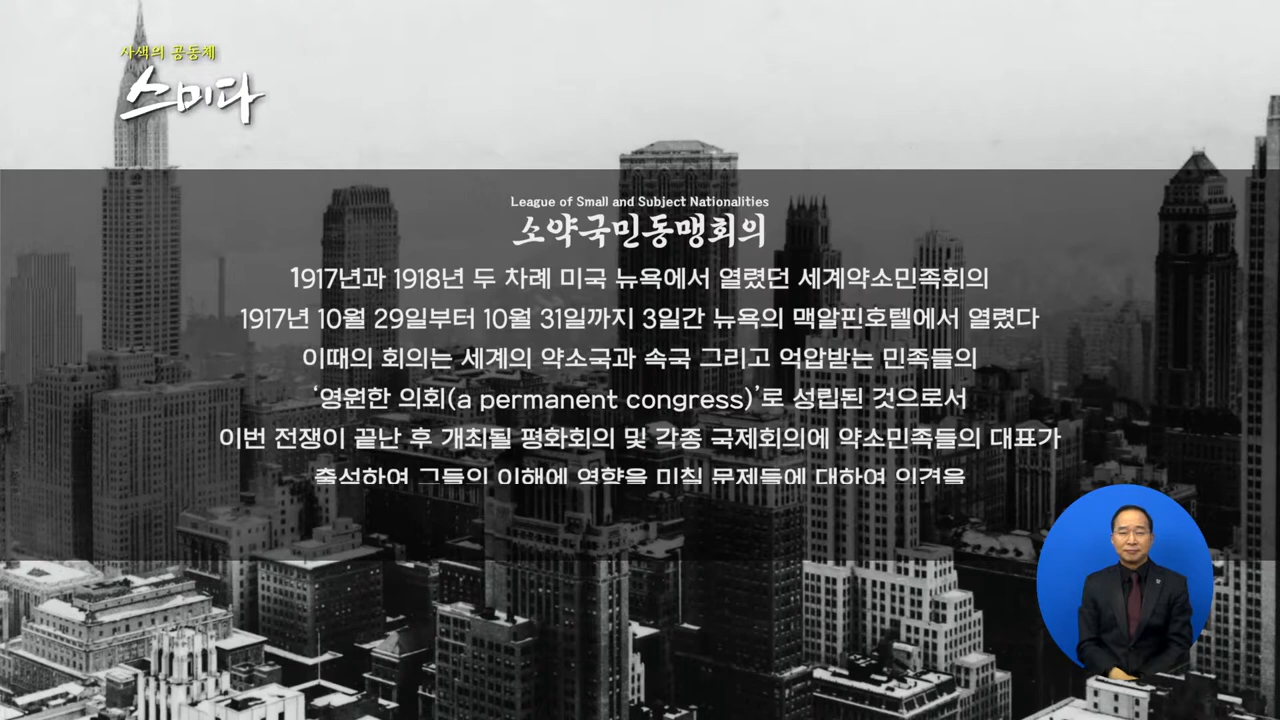 사색의 공동체
스미다
League of Small and Subject Nationalities
소약국민동맹회의
1917년과 1918년 두 차례 미국 뉴욕에서 열렸던 세계약소민족회의
1917년 10월 29일부터 10월 31일까지 3일간 뉴욕의 맥알핀호텔에서 열렸다
이때의 회의는 세계의 약소국과 속국 그리고 억압받는 민족들의
‘영원한 의회(a permanent congress)’로 성립된 것으로서
이번 전쟁이 끝난 후 개최될 평화회의 및 각종 국제회의에 약소민족들의 대표가
출석하여 그들의 이해에 영향을 미칠 문제들에 대하여 의견을